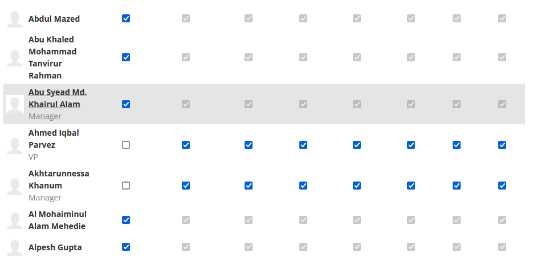 Abdul Mazed
Abu Khaled
Mohammad
Tanvirur
Rahman
Abu Syead Md.
Khairul Alam
Manager
Ahmed Iqbal
Parvez
VP
Akhtarunnessa
Khanum
Manager
Al Mohaiminul
Alam Mehedie
Alpesh Gupta